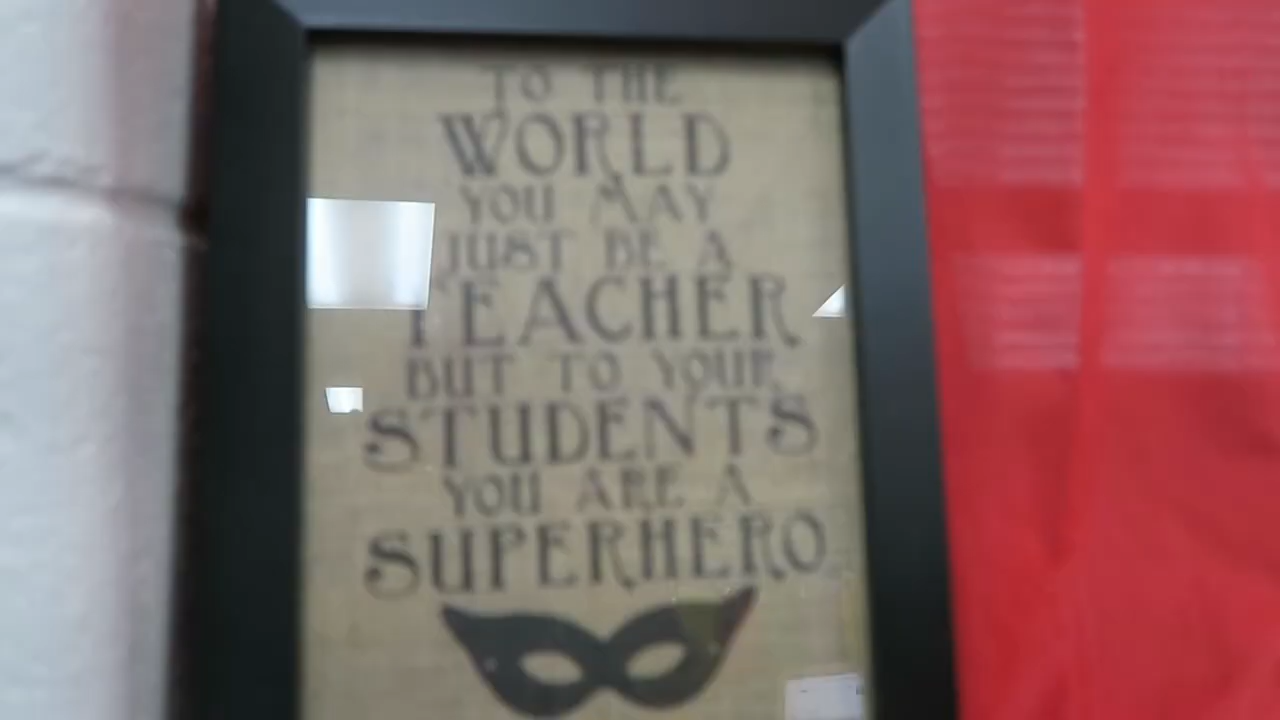 TO THE
WORLD
YOU MAY
JUST BE A
TEACHER
BUT TO YOUR
STUDENTS
YOU ARE A
SUPERHERO